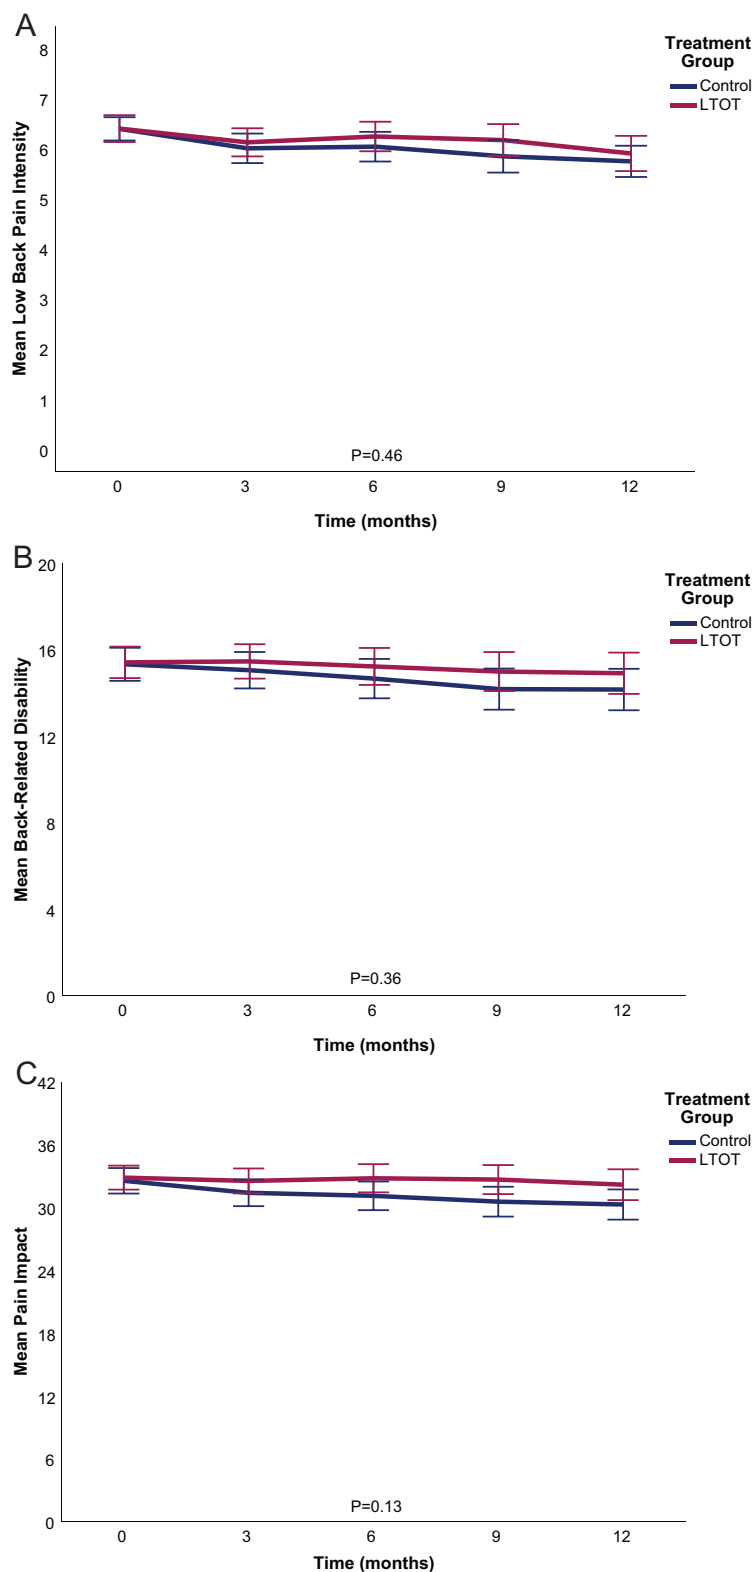 A
Treatment
Group
Control
LTOT
Mean Low Back Pain Intensity
8
7
6
5
4
3
2
1
0
P=0.46
0 3 6 9 12
Time (months)
B
Treatment
Group
Control
LTOT
Mean Back-Related Disability
20
16
12
8
4
0
P=0.36
0 3 6 9 12
Time (months)
C
Treatment
Group
Control
LTOT
Mean Pain Impact
42
36
30
24
18
12
6
0
P=0.13
0 3 6 9 12
Time (months)